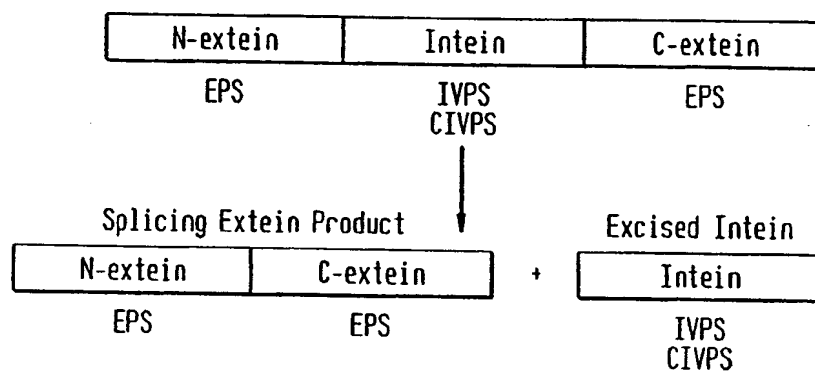 N-extein Intein C-extein
EPS IVPS EPS
CIVPS
Splicing Extein Product Excised Intein
N-extein C-extein + Intein
EPS EPS IVPS
CIVPS